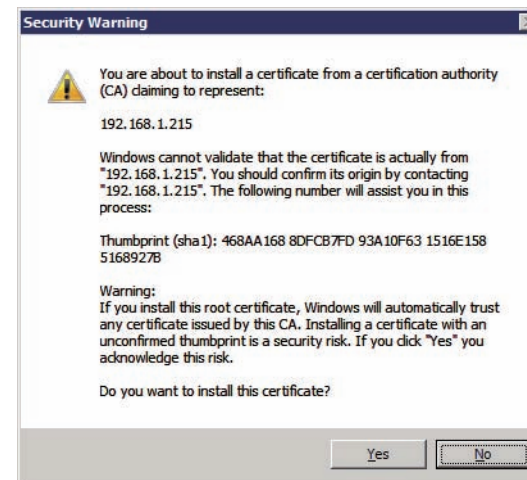 Security Warning
You are about to install a certificate from a certification authority
(CA) claiming to represent:
192.168.1.215
Windows cannot validate that the certificate is actually from
"192.168.1.215". You should confirm its origin by contacting
"192.168.1.215". The following number will assist you in this
process:
Thumbprint (sha1): 468AA168 8DFCB7FD 93A10F63 1516E158
5168927B
Warning:
If you install this root certificate, Windows will automatically trust
any certificate issued by this CA. Installing a certificate with an
unconfirmed thumbprint is a security risk. If you click "Yes" you
acknowledge this risk.
Do you want to install this certificate?
Yes No